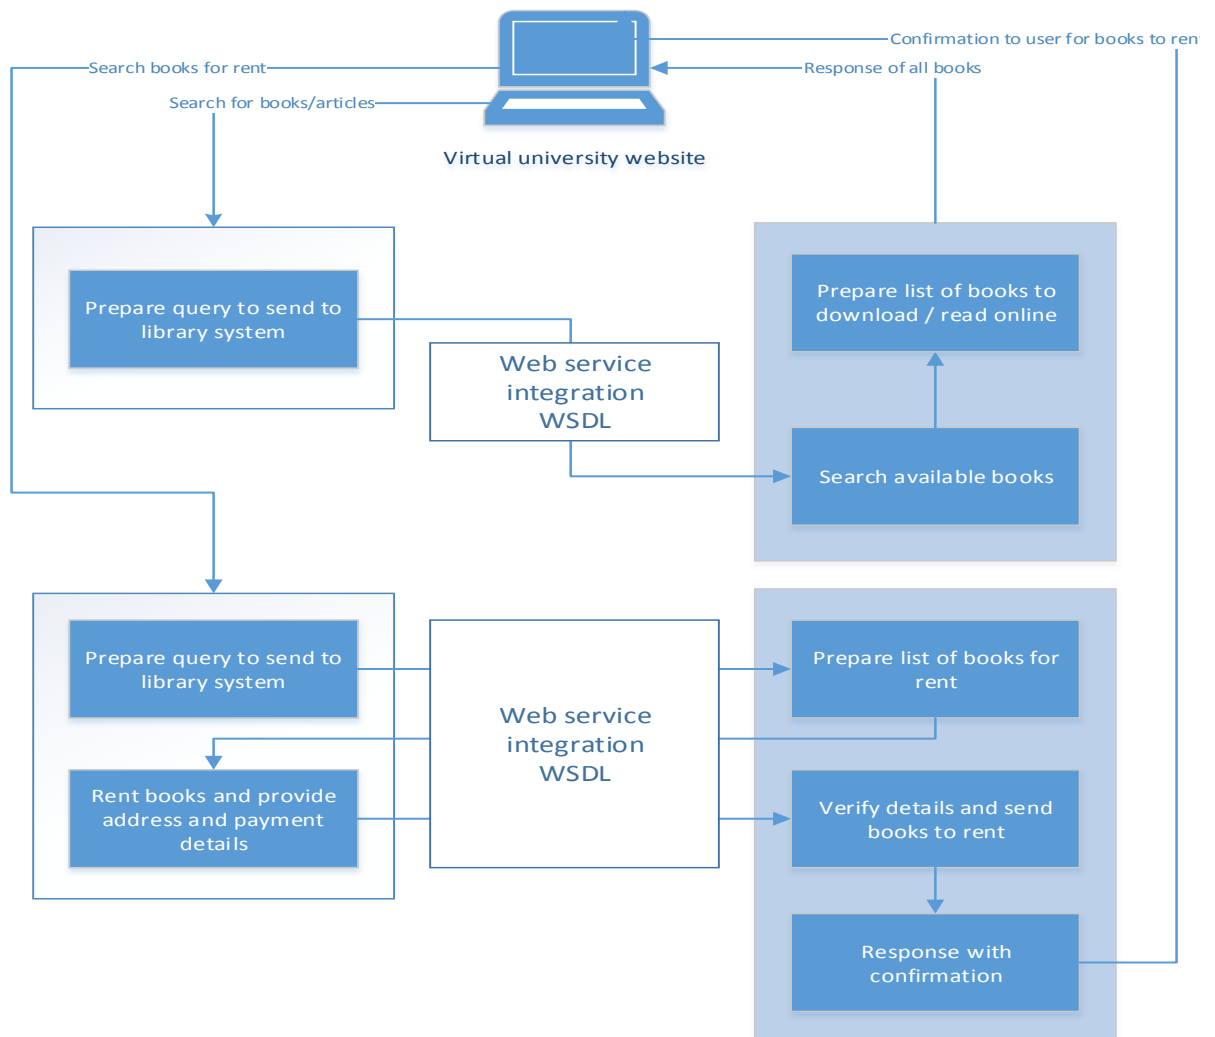 Confirmation to user for books to ren
Search books for rent
Response of all books
Search for books/articles
Virtual university website
Prepare query to send to
library system
Web service
integration
WSDL
Prepare list of books to
download / read online
Search available books
Prepare query to send to
library system
Rent books and provide
address and payment
details
Web service
integration
WSDL
Prepare list of books for
rent
Verify details and send
books to rent
Response with
confirmation